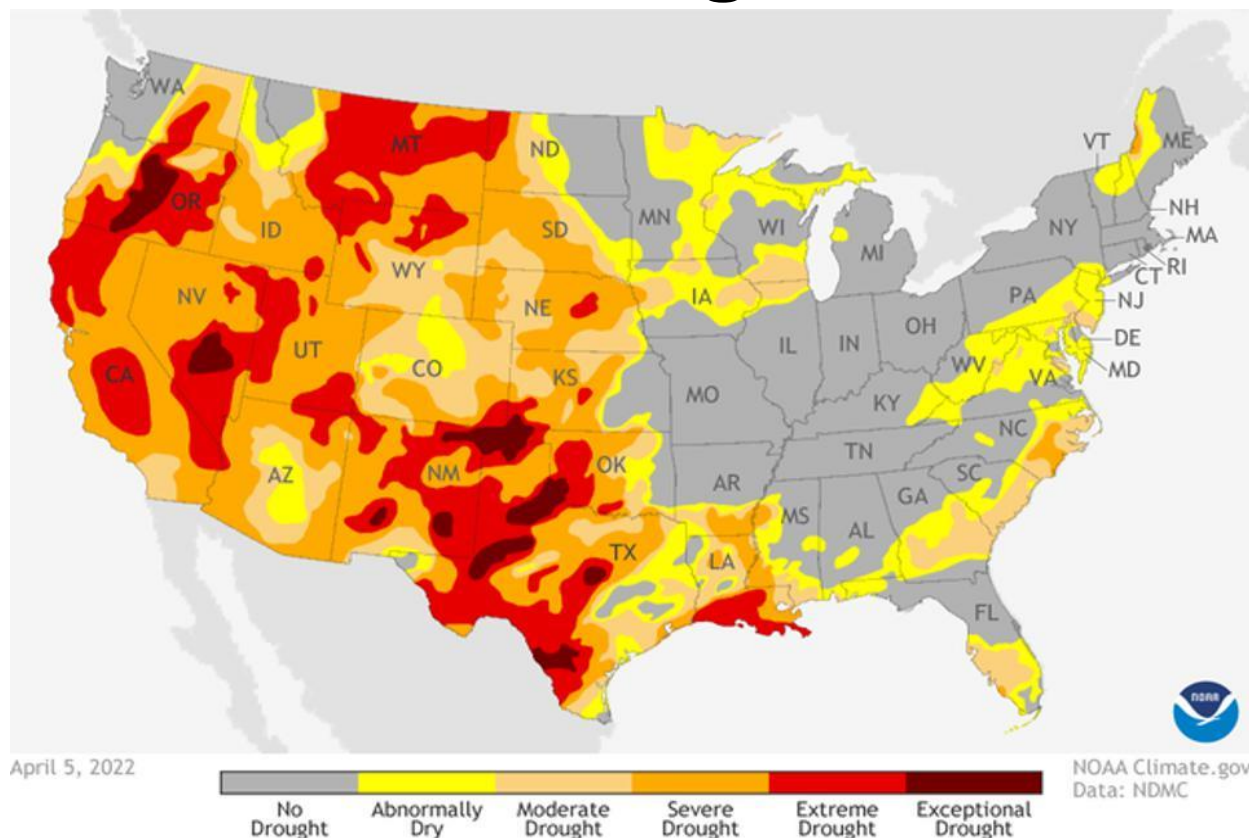 WA
MT
ND
VT
ME
OR
MN
NH
ID
SD
WI
NY
MA
WY
MI
CT
RI
NV
NE
IA
PA
NJ
OH
UT
CO
IL
IN
DE
CA
KS
WV
VA
MD
MO
KY
NC
AZ
NM
OK
TN
AR
SC
MS
GA
AL
TX
LA
FL
NOAA
April 5, 2022
NOAA Climate.gov
Data: NDMC
No
Drought
Abnormally
Dry
Moderate
Drought
Severe
Drought
Extreme
Drought
Exceptional
Drought